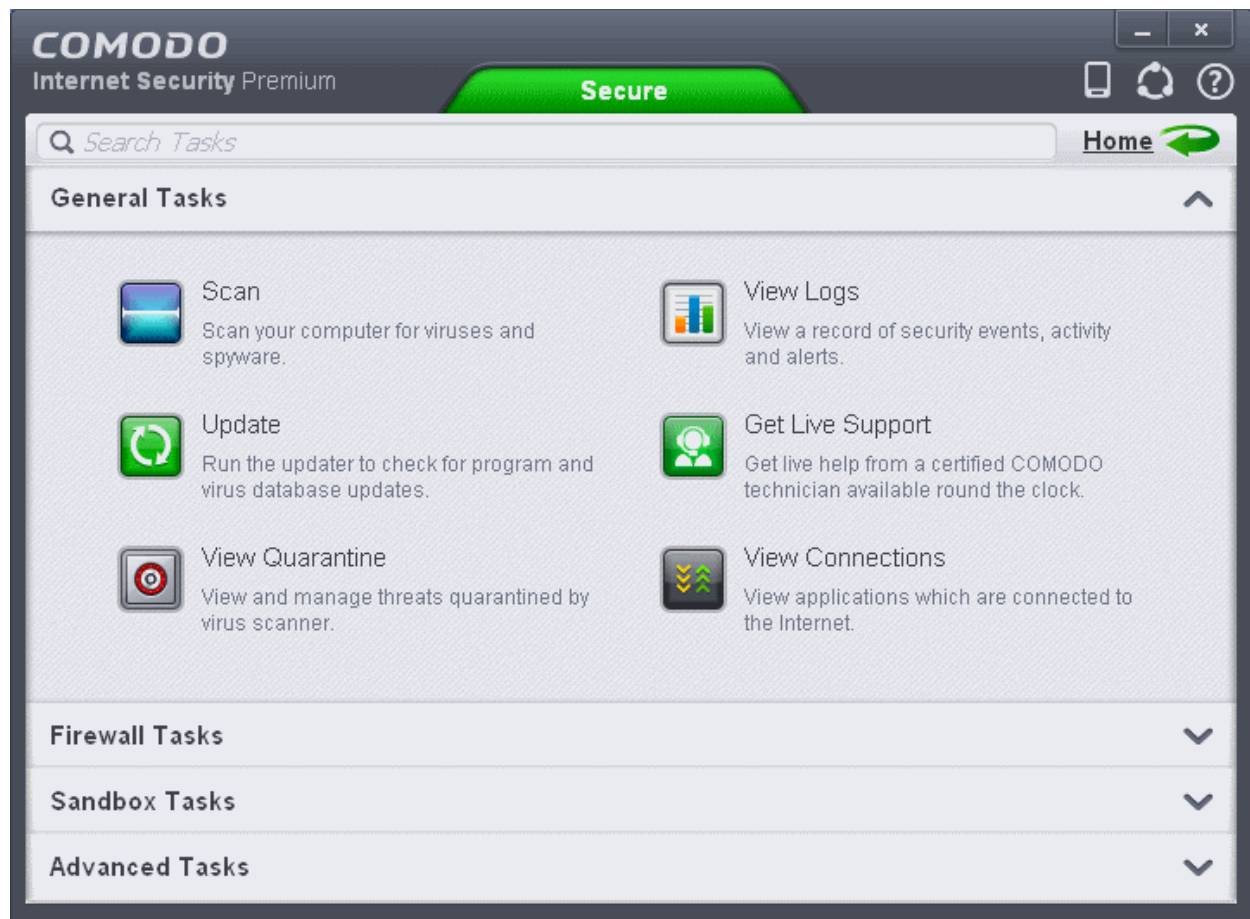 COMODO
Internet Security Premium
Secure
Search Tasks
Home
General Tasks
Scan
Scan your computer for viruses and
spyware.
View Logs
View a record of security events, activity
and alerts.
Update
Run the updater to check for program and
virus database updates.
Get Live Support
Get live help from a certified COMODO
technician available round the clock.
View Quarantine
View and manage threats quarantined by
virus scanner.
View Connections
View applications which are connected to
the Internet.
Firewall Tasks
Sandbox Tasks
Advanced Tasks